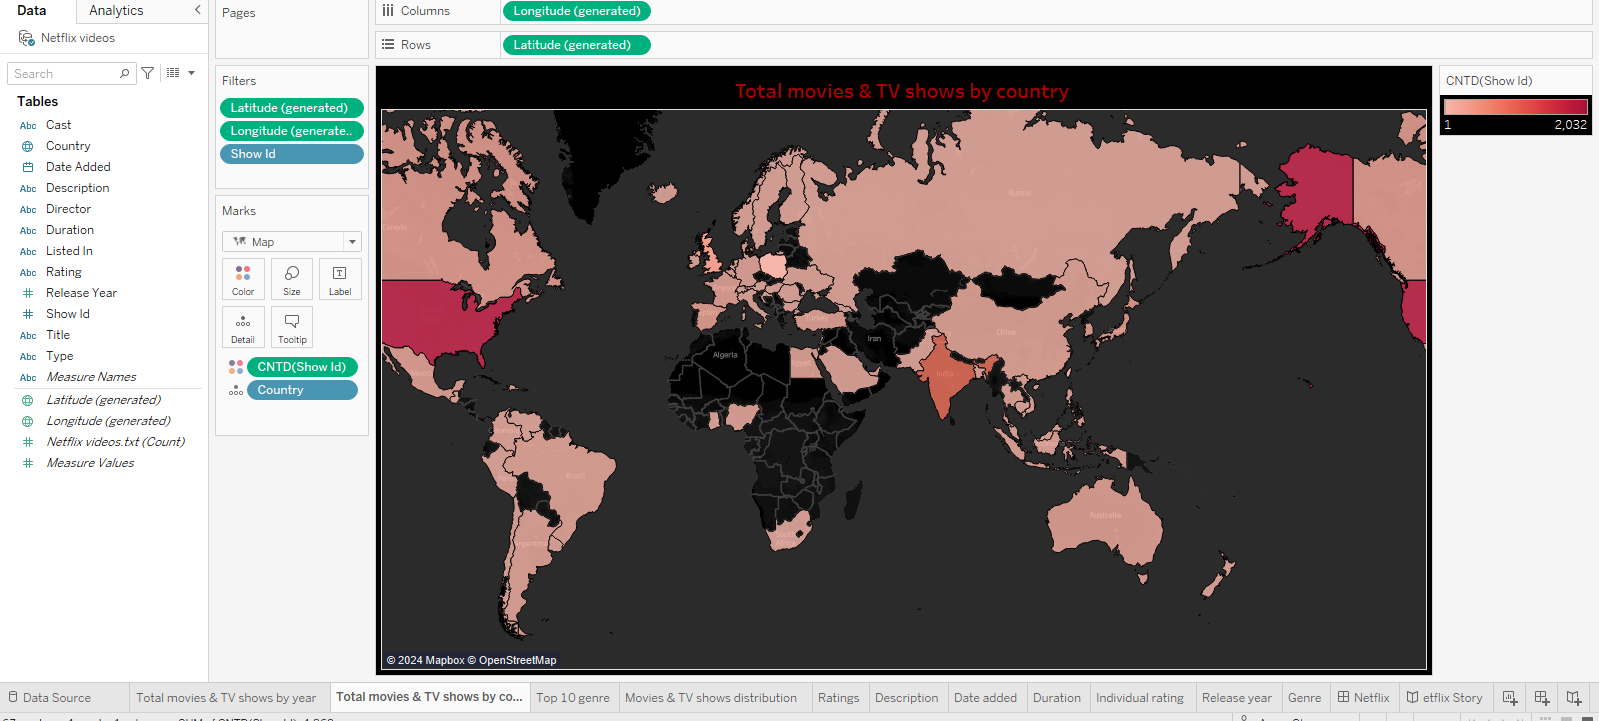 Data
Analytics
Netflix videos
Search
Tables
Abc Cast
Country
Date Added
Abc Description
Abc Director
Abc Duration
Abc Listed In
Abc Rating
# Release Year
# Show Id
Abc Title
Abc Type
Abc Measure Names
Latitude (generated)
Longitude (generated)
# Netflix videos.txt (Count)
# Measure Values
Pages
Filters
Latitude (generated)
Longitude (generate..
Show Id
Marks
Map
Color
Size
Label
Detail
Tooltip
CNTD(Show Id)
Country
Columns
Longitude (generated)
Rows
Latitude (generated)
Total movies & TV shows by country
Russia
Canada
France
Turkey
China
Iran
Algeria
Egypt
India
Mexico
Brazil
Australia
Argentina
© 2024 Mapbox © OpenStreetMap
CNTD(Show Id)
1
2,032
Data Source
Total movies & TV shows by year
Total movies & TV shows by co...
Top 10 genre
Movies & TV shows distribution
Ratings
Description
Date added
Duration
Individual rating
Release year
Genre
Netflix
etflix Story